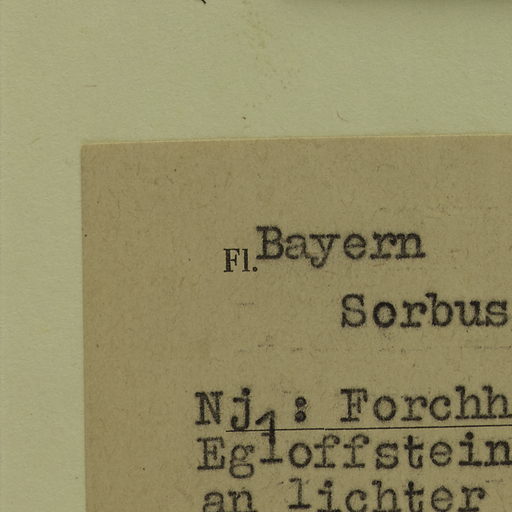 Fl. Bayern
Sorbus
Nj1: Forchh
Egloffstein
an lichter